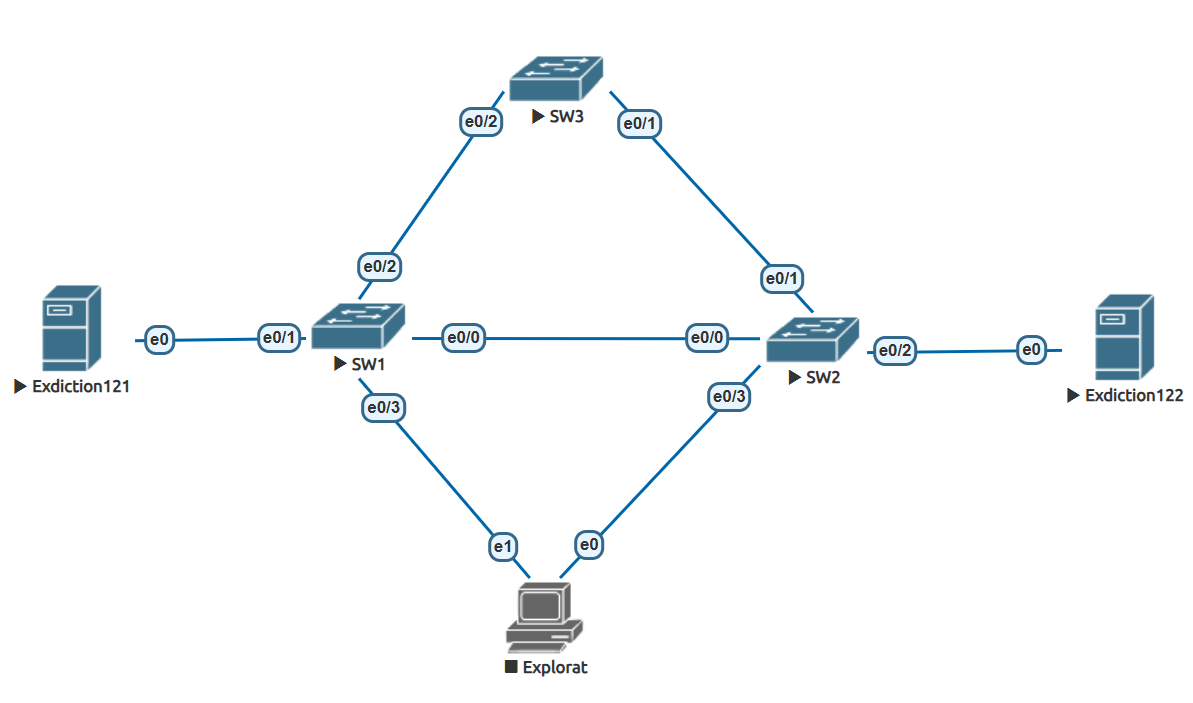 SW3
e0/2
e0/1
e0/2
e0/1
e0
e0/1
SW1
e0/0
e0/0
SW2
e0/2
e0
Exdiction121
Exdiction122
e0/3
e0/3
e1
e0
Explorat